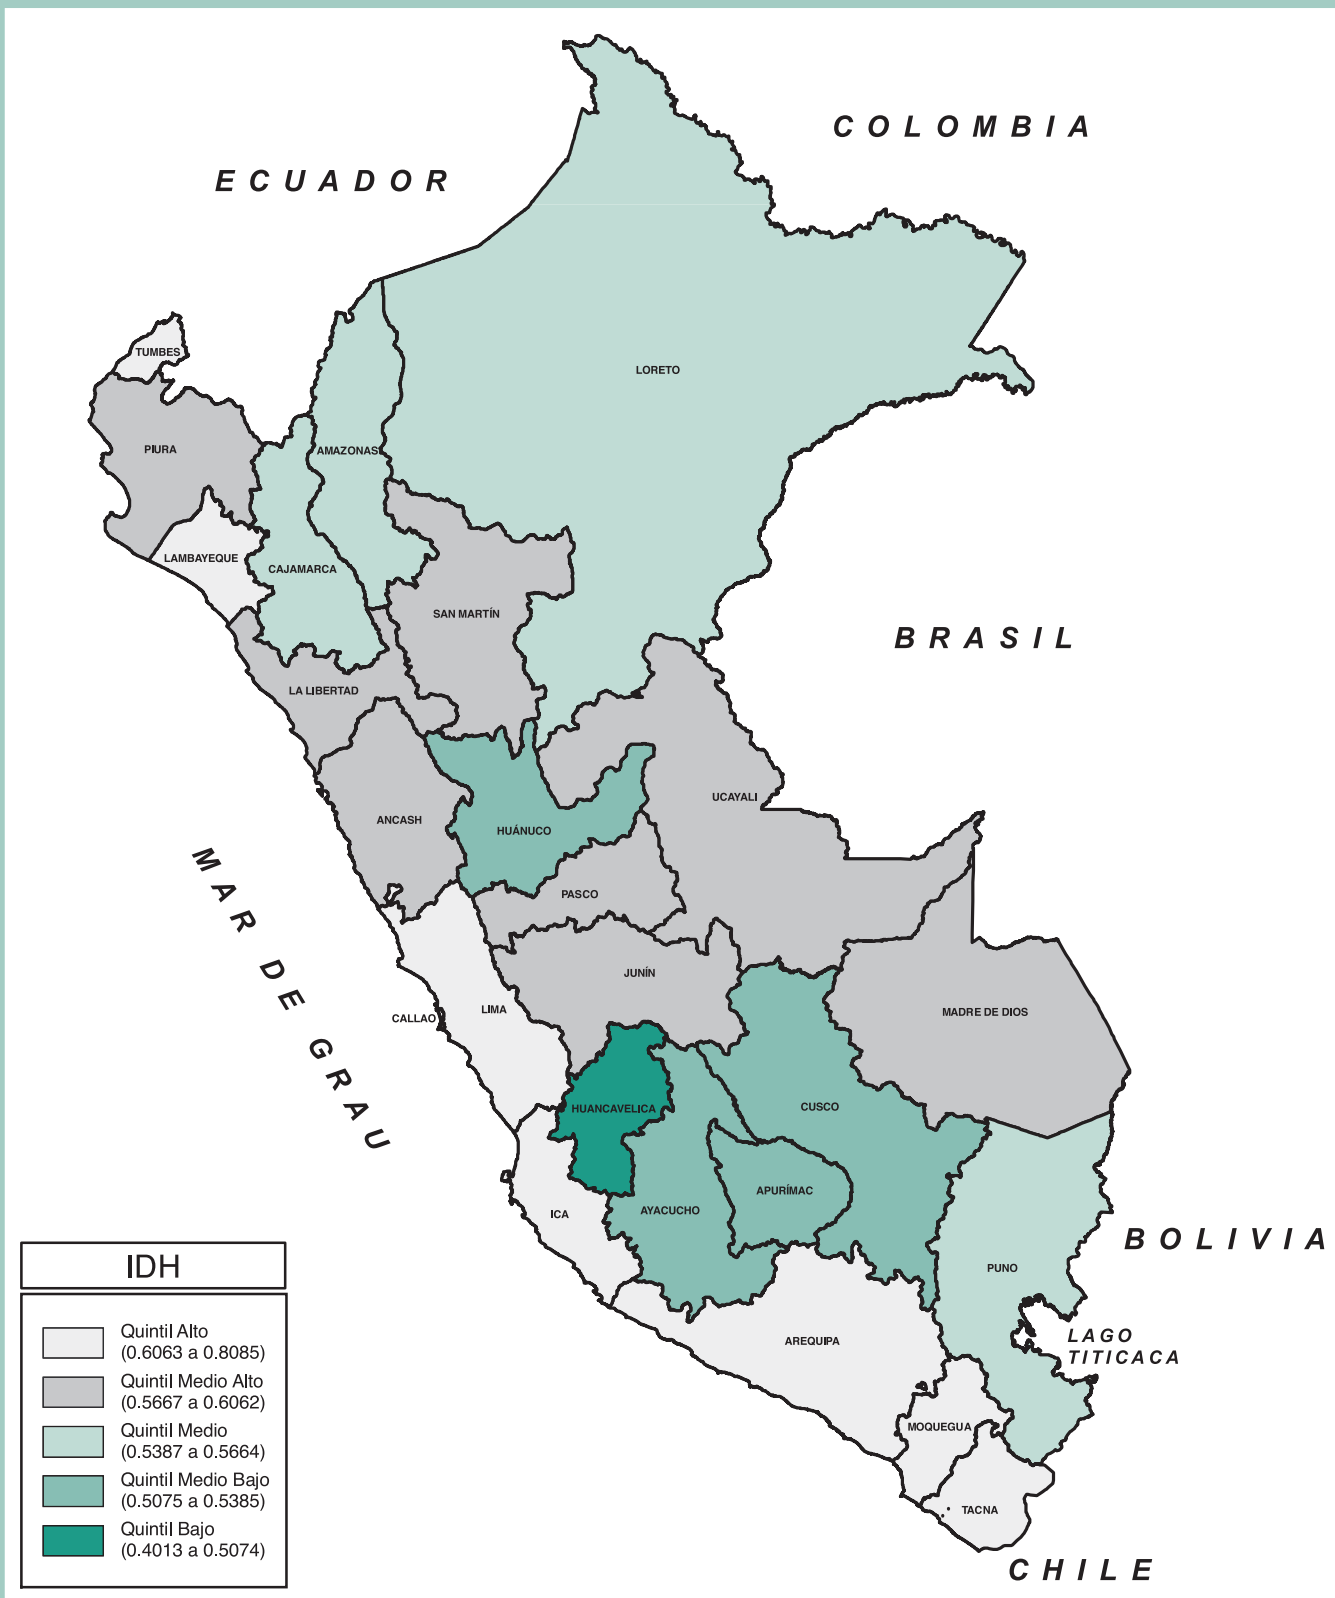 COLOMBIA
ECUADOR
TUMBES
LORETO
PIURA
AMAZONAS
LAMBAYEQUE
CAJAMARCA
SAN MARTÍN
BRASIL
LA LIBERTAD
UCAYALI
ANCASH
HUÁNUCO
PASCO
MAR DE GRAU
JUNÍN
LIMA
MADRE DE DIOS
CALLAO
HUANCAVELICA
CUSCO
APURÍMAC
AYACUCHO
ICA
BOLIVIA
PUNO
LAGO
TITICACA
AREQUIPA
MOQUEGUA
TACNA
CHILE
IDH
Quintil Alto
(0.6063 a 0.8085)
Quintil Medio Alto
(0.5667 a 0.6062)
Quintil Medio
(0.5387 a 0.5664)
Quintil Medio Bajo
(0.5075 a 0.5385)
Quintil Bajo
(0.4013 a 0.5074)